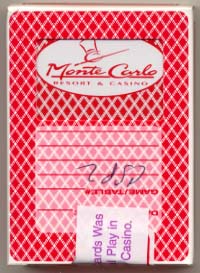 Monte Carlo
RESORT & CASINO
GAME/TABLE#
ards Was
l Play in
Casino.